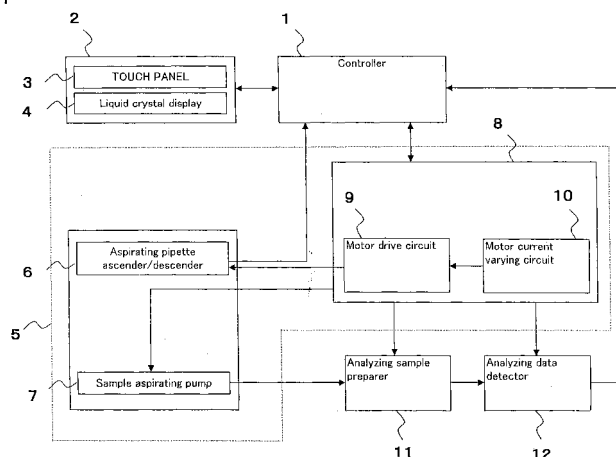 2
1
3
TOUCH PANEL
Controller
4
Liquid crystal display
8
9
10
Motor drive circuit
Motor current
varying circuit
6
Aspirating pipette
ascender/descender
5
7
Sample aspirating pump
Analyzing sample
preparer
Analyzing data
detector
11
12